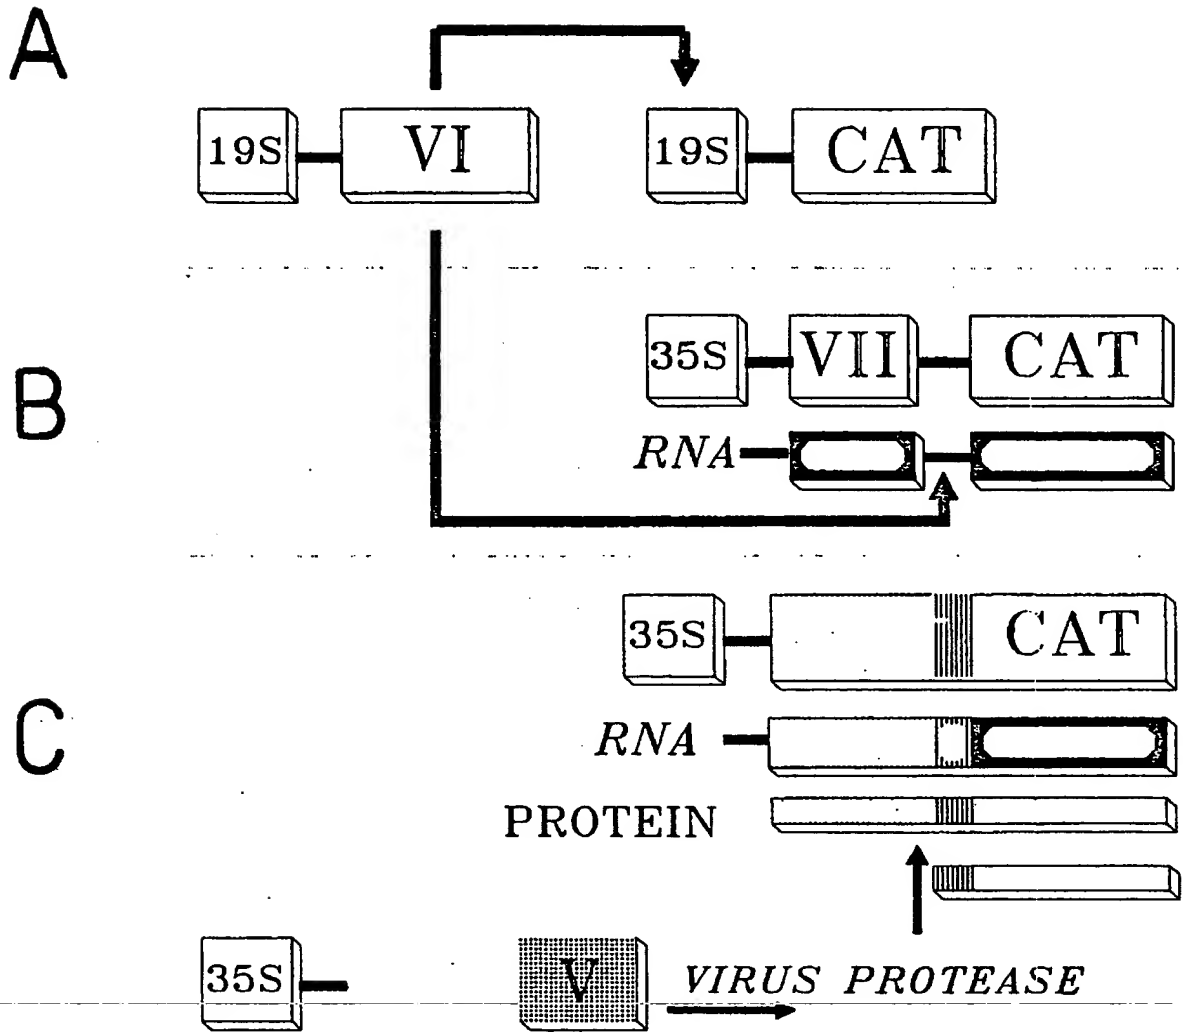 A
19S VI 19S CAT
B
35S VII CAT
RNA
C
35S CAT
RNA
PROTEIN
35S V VIRUS PROTEASE